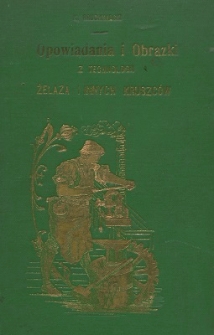 Opowiadania i Obrazki
Z TECHNOLOGII
ŻELAZA I INNYCH KRUSZCÓW